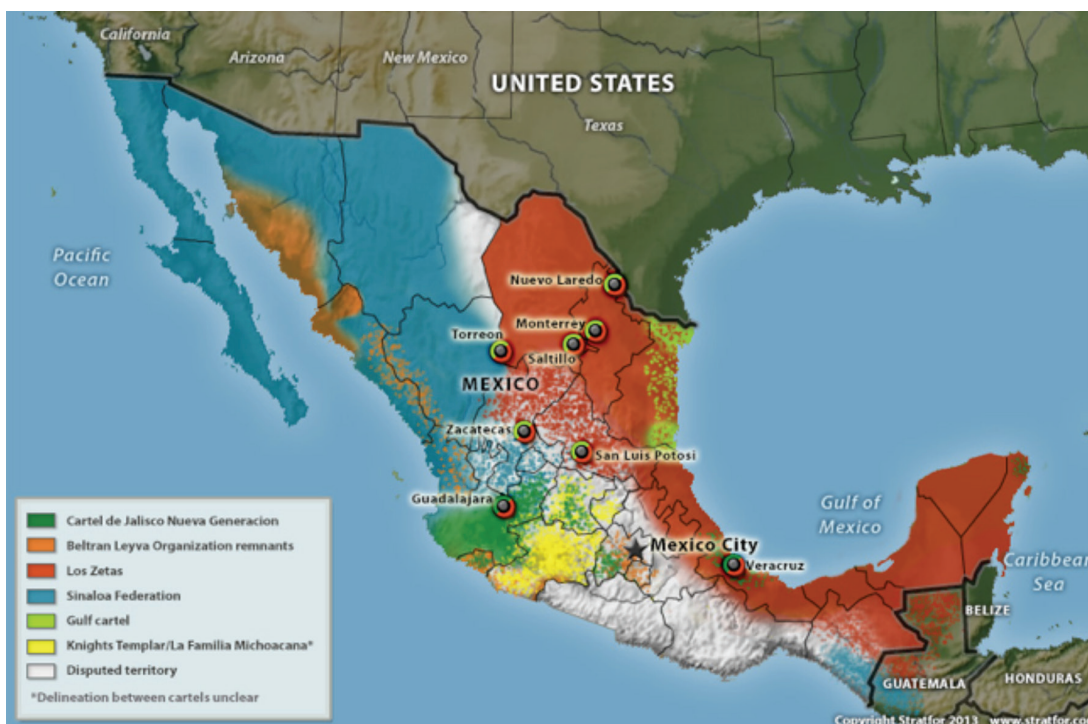 California
Arizona
New Mexico
UNITED STATES
Texas
Pacific
Ocean
Nuevo Laredo
Monterrey
Torreon
Saltillo
MEXICO
Zacatecas
San Luis Potosi
Guadalajara
Gulf of
Mexico
Mexico City
Veracruz
Caribbean
Sea
BELIZE
GUATEMALA
HONDURAS
Cartel de Jalisco Nueva Generacion
Beltran Leyva Organization remnants
Los Zetas
Sinaloa Federation
Gulf cartel
Knights Templar/La Familia Michoacana*
Disputed territory
*Delineation between cartels unclear
Copyright Stratfor 2013 www.stratfor.co